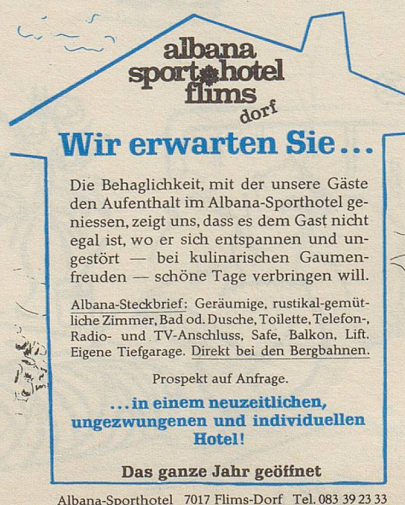 albana
sport hotel
flims
dorf
Wir erwarten Sie...
Die Behaglichkeit, mit der unsere Gäste
den Aufenthalt im Albana-Sporthotel ge-
niessen, zeigt uns, dass es dem Gast nicht
egal ist, wo er sich entspannen und un-
gestört — bei kulinarischen Gaumen-
freuden — schöne Tage verbringen will.
Albana-Steckbrief: Geräumige, rustikal-gemüt-
liche Zimmer, Bad od. Dusche, Toilette, Telefon-,
Radio- und TV-Anschluss, Safe, Balkon, Lift.
Eigene Tiefgarage. Direkt bei den Bergbahnen.
Prospekt auf Anfrage.
...in einem neuzeitlichen,
ungezwungenen und individuellen
Hotel!
Das ganze Jahr geöffnet
Albana-Sporthotel 7017 Flims-Dorf Tel. 083 39 23 33